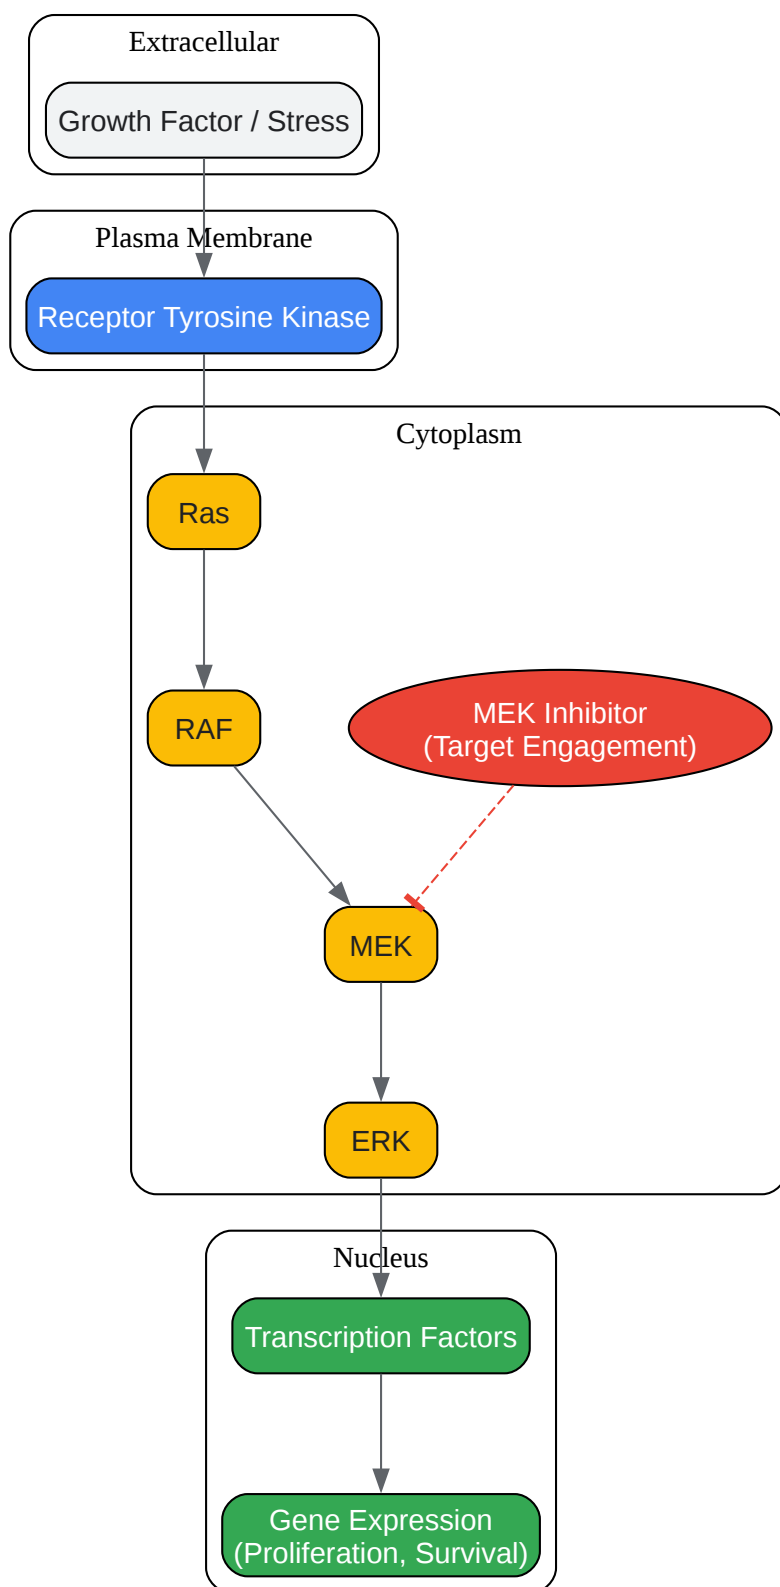 Extracellular
Growth Factor / Stress
Plasma Membrane
Receptor Tyrosine Kinase
Cytoplasm
Ras
RAF
MEK Inhibitor
(Target Engagement)
MEK
ERK
Nucleus
Transcription Factors
Gene Expression
(Proliferation, Survival)